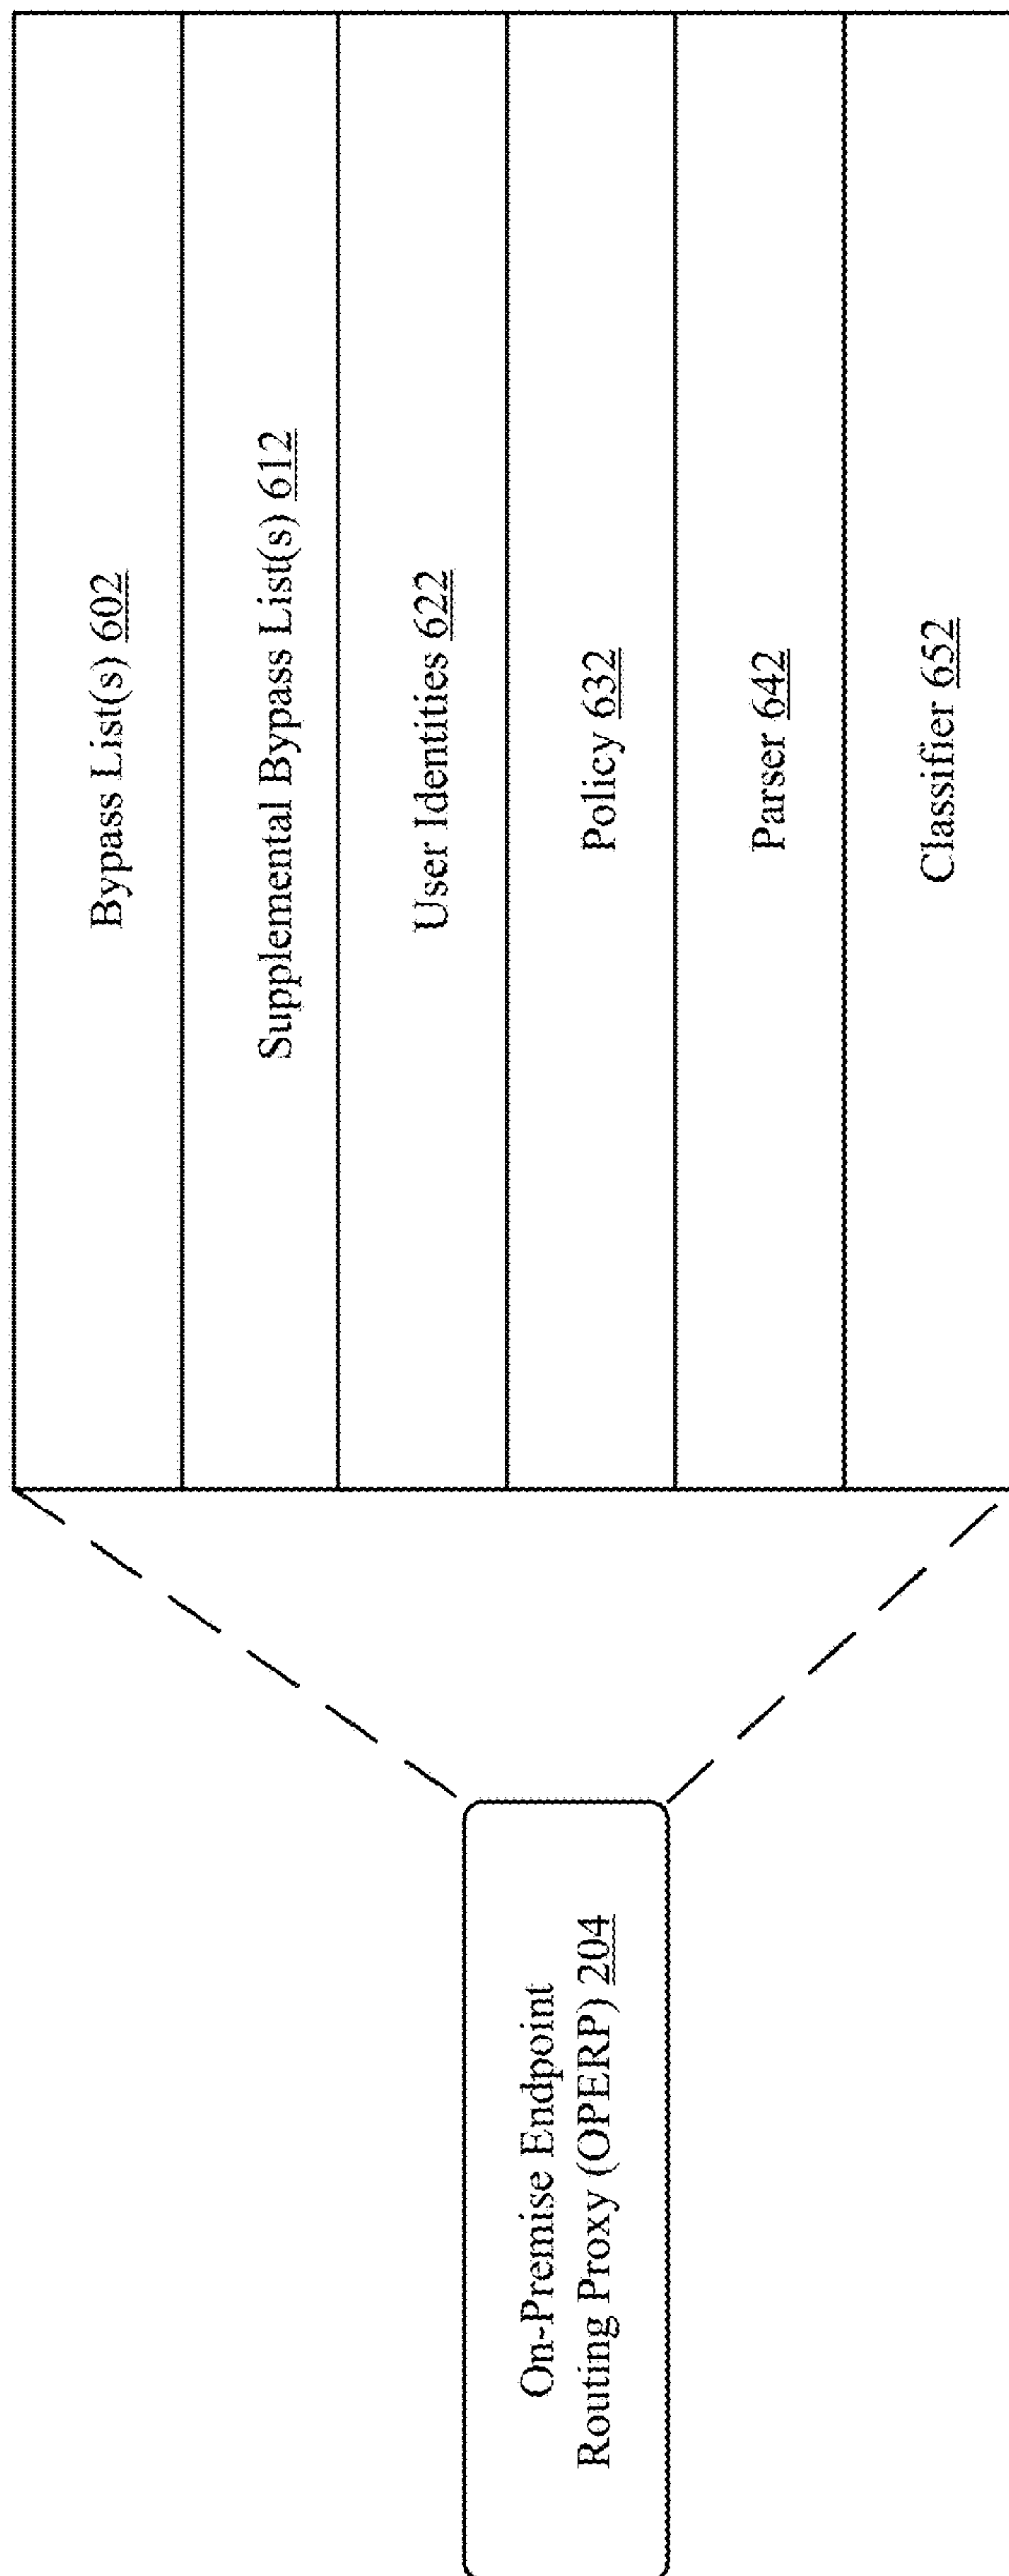 On-Premise Endpoint
Routing Proxy (OPERP) 204
Bypass List(s) 602
Supplemental Bypass List(s) 612
User Identities 622
Policy 632
Parser 642
Classifier 652